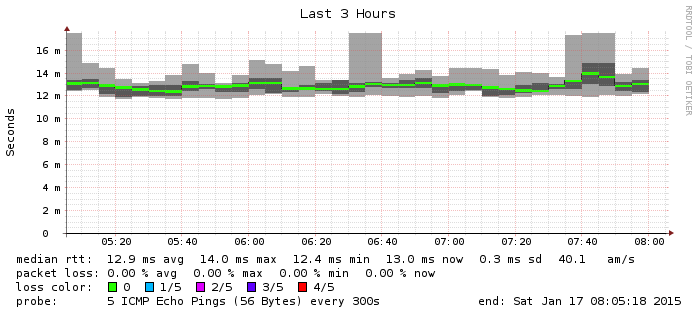 Last 3 Hours
RRDTOOL / TOBI OETIKER
Seconds
16 m
14 m
12 m
10 m
8 m
6 m
4 m
2 m
0
05:20 05:40 06:00 06:20 06:40 07:00 07:20 07:40 08:00
median rtt: 12.9 ms avg 14.0 ms max 12.4 ms min 13.0 ms now 0.3 ms sd 40.1 am/s
packet loss: 0.00 % avg 0.00 % max 0.00 % min 0.00 % now
loss color: 0 1/5 2/5 3/5 4/5
probe: 5 ICMP Echo Pings (56 Bytes) every 300s end: Sat Jan 17 08:05:18 2015